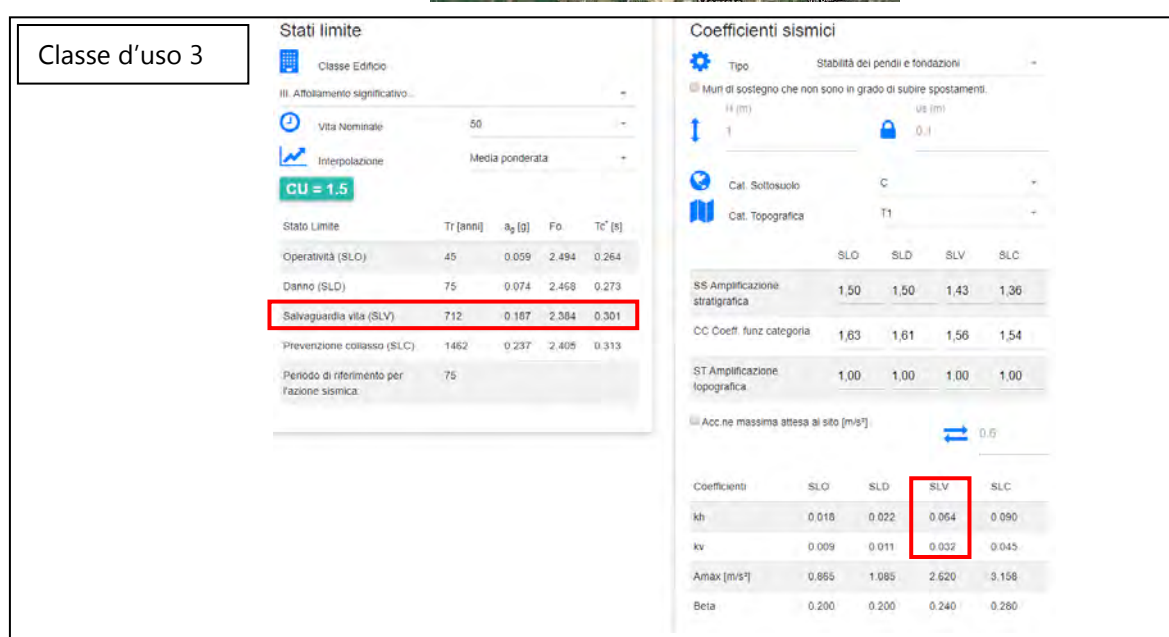 Classe d'uso 3
Stati limite
Classe Edificio
III. Affollamento significativo...
Vita Nominale 50
Interpolazione Media ponderata
CU = 1.5
Stato Limite Tr [anni] ag [g] Fo Tc* [s]
Operatività (SLO) 45 0.059 2.494 0.264
Danno (SLD) 75 0.074 2.468 0.273
Salvaguardia vita (SLV) 712 0.187 2.384 0.301
Prevenzione collasso (SLC) 1462 0.237 2.405 0.313
Periodo di riferimento per 75
l'azione sismica:
Coefficienti sismici
Tipo Stabilità dei pendii e fondazioni
Muri di sostegno che non sono in grado di subire spostamenti.
H (m) us (m)
1 0.1
Cat. Sottosuolo C
Cat. Topografica T1
SLO SLD SLV SLC
SS Amplificazione 1,50 1,50 1,43 1,36
stratigrafica
CC Coeff. funz categoria 1,63 1,61 1,56 1,54
ST Amplificazione 1,00 1,00 1,00 1,00
topografica
Acc.ne massima attesa al sito [m/s²] 0.6
Coefficienti SLO SLD SLV SLC
kh 0.018 0.022 0.064 0.090
kv 0.009 0.011 0.032 0.045
Amax [m/s²] 0.865 1.085 2.620 3.158
Beta 0.200 0.200 0.240 0.280